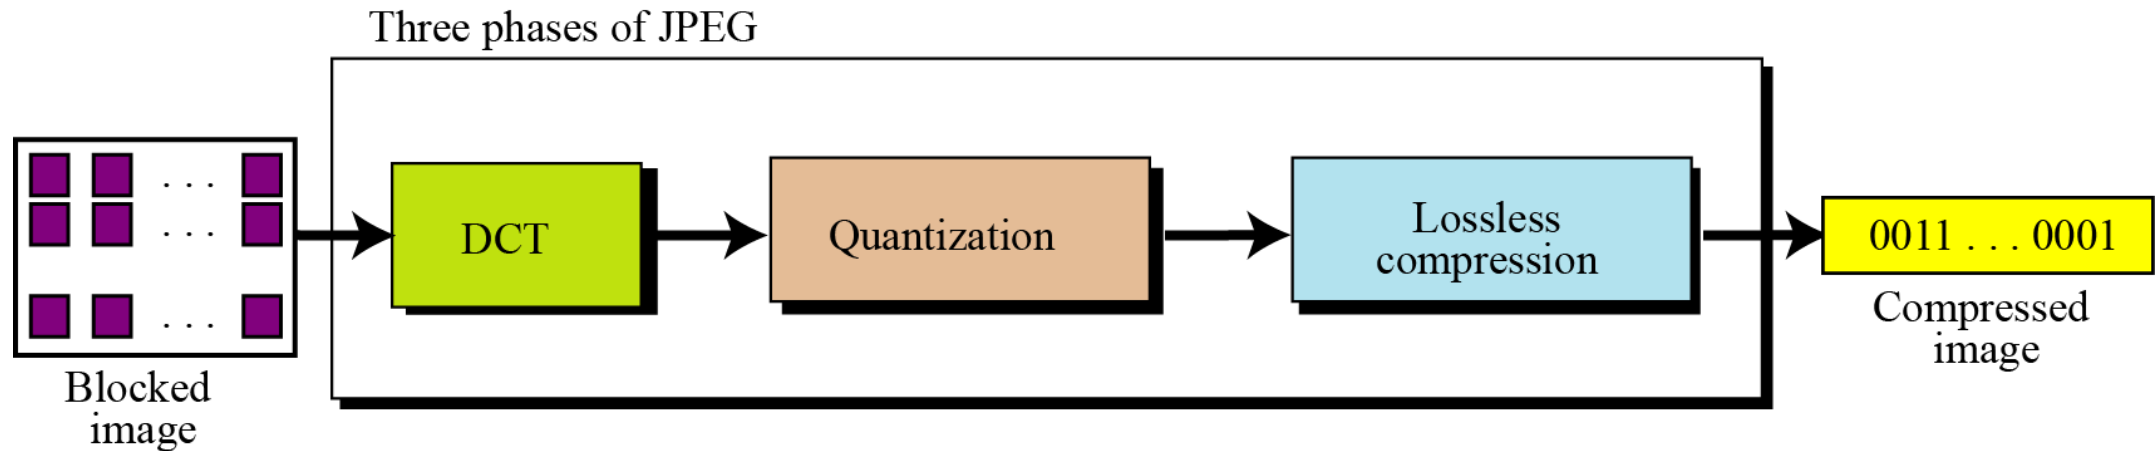 Three phases of JPEG
. . .
. . .
. . .
Blocked
image
DCT
Quantization
Lossless
compression
0011 . . . 0001
Compressed
image